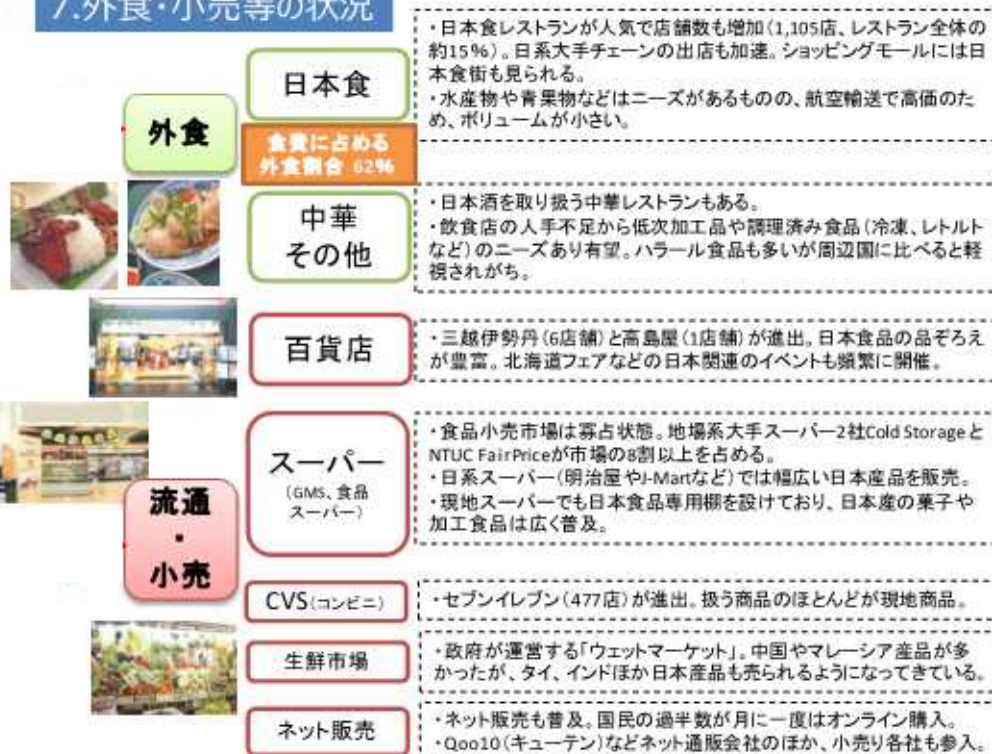 7.外食・小売等の状況
外食
日本食
食費に占める
外食割合 62%
・日本食レストランが人気で店舗数も増加(1,105店、レストラン全体の
約15%)。日系大手チェーンの出店も加速。ショッピングモールには日
本食街も見られる。
・水産物や青果物などはニーズがあるものの、航空輸送で高価のた
め、ボリュームが小さい。
中華
その他
・日本酒を取り扱う中華レストランもある。
・飲食店の人手不足から低次加工品や調理済み食品(冷凍、レトルト
など)のニーズあり有望。ハラール食品も多いが周辺国に比べると軽
視されがち。
流通
・
小売
百貨店
・三越伊勢丹(6店舗)と高島屋(1店舗)が進出。日本食品の品ぞろえ
が豊富。北海道フェアなどの日本関連のイベントも頻繁に開催。
スーパー
(GMS、食品
スーパー)
・食品小売市場は寡占状態。地場系大手スーパー2社Cold Storageと
NTUC FairPriceが市場の8割以上を占める。
・日系スーパー(明治屋やJ-Martなど)では幅広い日本産品を販売。
・現地スーパーでも日本食品専用棚を設けており、日本産の菓子や
加工食品は広く普及。
CVS(コンビニ)
・セブンイレブン(477店)が進出。扱う商品のほとんどが現地商品。
生鮮市場
・政府が運営する「ウェットマーケット」。中国やマレーシア産品が多
かったが、タイ、インドほか日本産品も売られるようになってきている。
ネット販売
・ネット販売も普及。国民の過半数が月に一度はオンライン購入。
・Qoo10(キューテン)などネット通販会社のほか、小売り各社も参入。